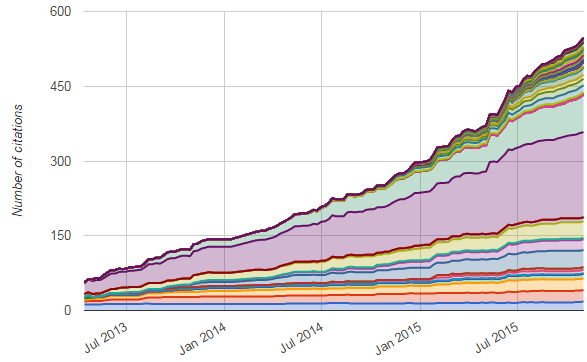 600
450
300
150
0
Number of citations
Jul 2013
Jan 2014
Jul 2014
Jan 2015
Jul 2015